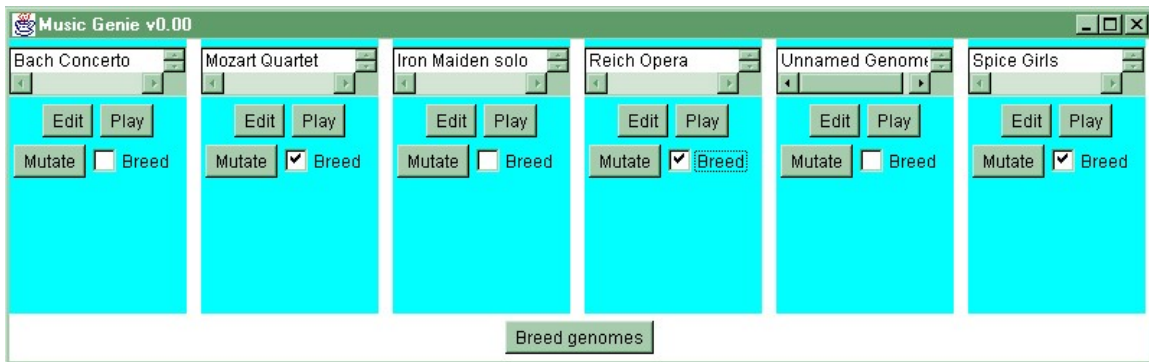 Music Genie v0.00
Bach Concerto
Edit Play
Mutate Breed
Mozart Quartet
Edit Play
Mutate Breed
Iron Maiden solo
Edit Play
Mutate Breed
Reich Opera
Edit Play
Mutate Breed
Unnamed Genome
Edit Play
Mutate Breed
Spice Girls
Edit Play
Mutate Breed
Breed genomes